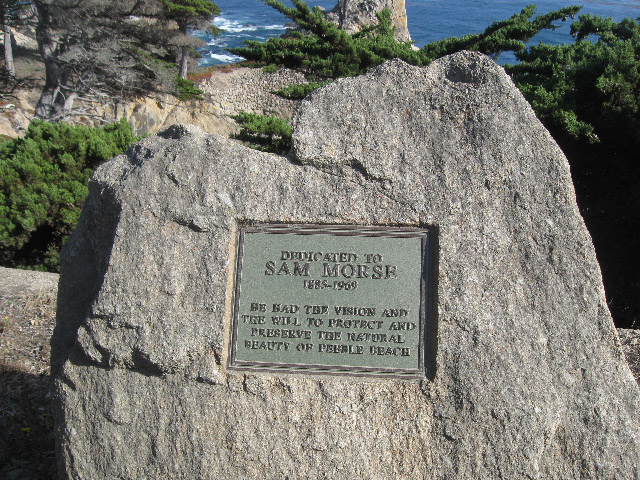 DEDICATED TO
SAM MORSE
1885-1969
HE HAD THE VISION AND
THE WILL TO PROTECT AND
PRESERVE THE NATURAL
BEAUTY OF PEBBLE BEACH